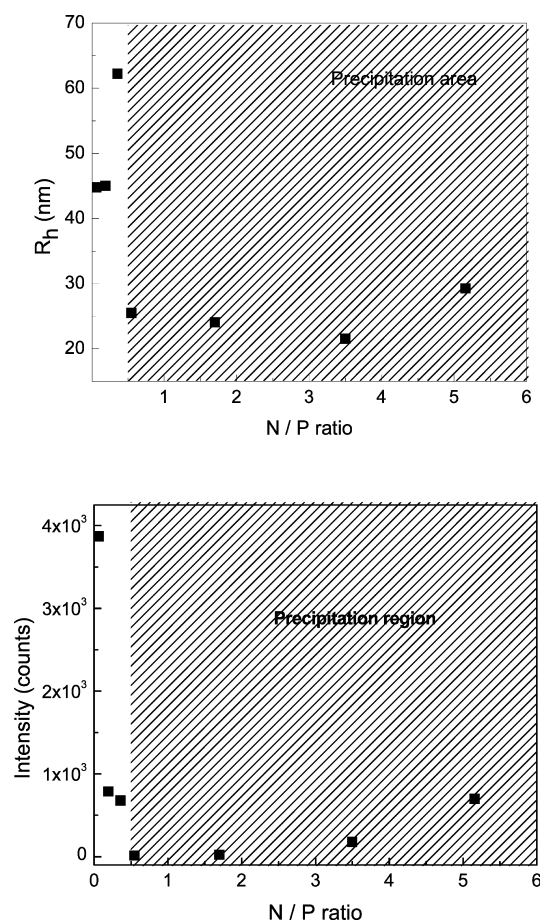 70
60
50
40
30
20
R_h (nm)
Precipitation area
1 2 3 4 5 6
N / P ratio
4x10³
3x10³
2x10³
1x10³
0
Intensity (counts)
Precipitation region
0 1 2 3 4 5 6
N / P ratio